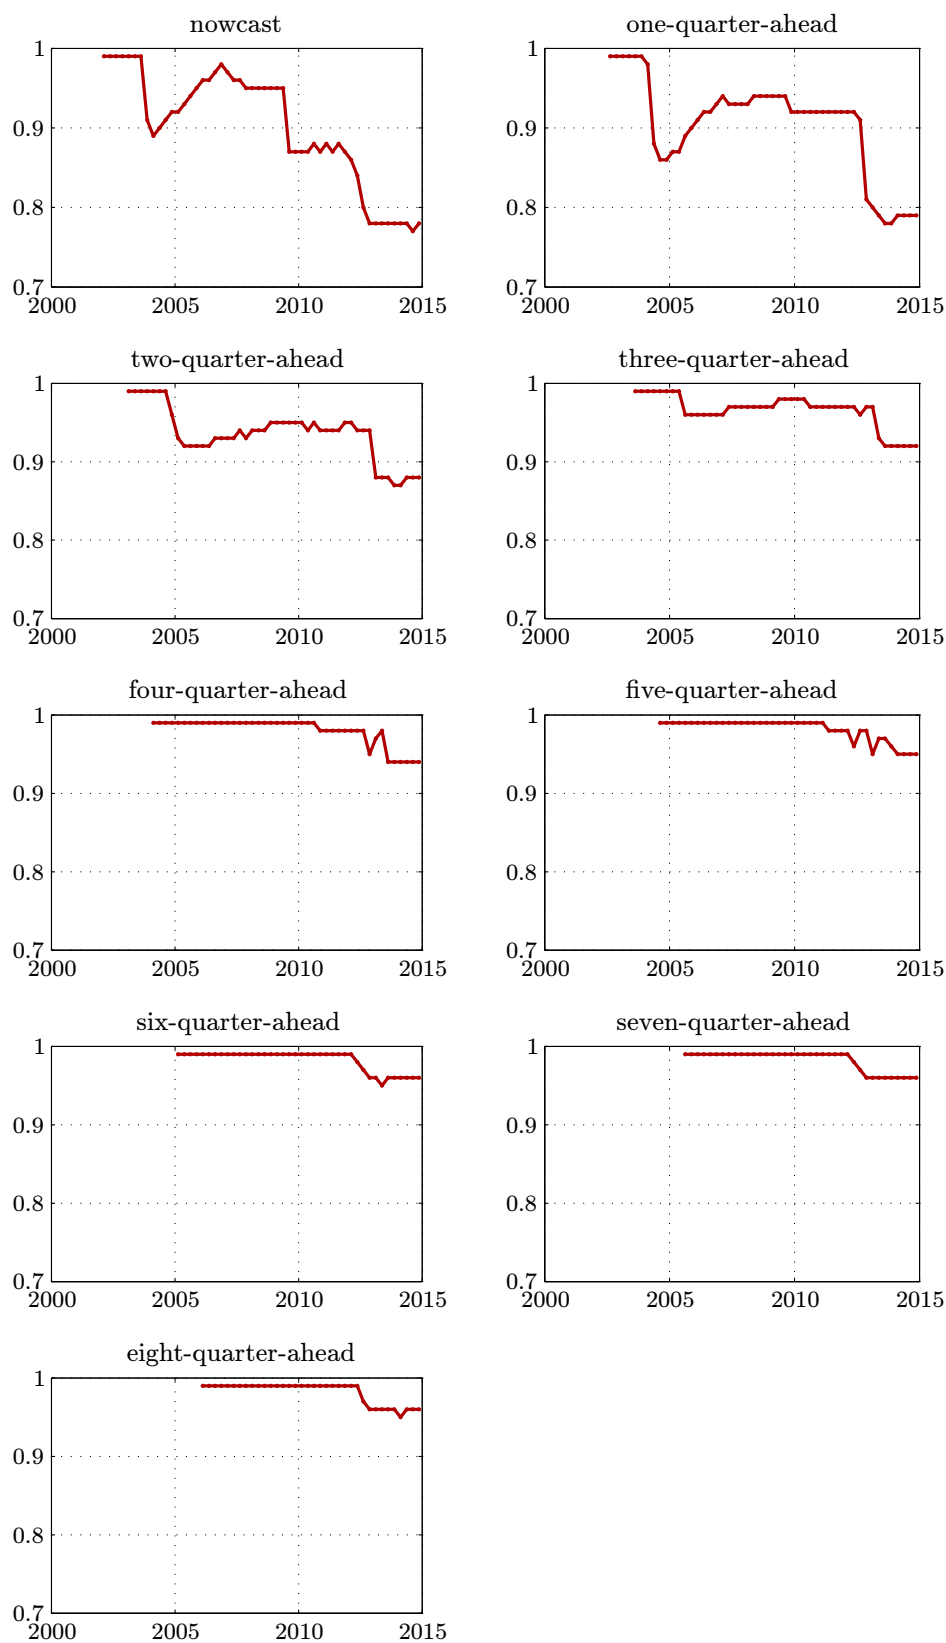 nowcast
one-quarter-ahead
1
0.9
0.8
0.7
2000 2005 2010 2015
1
0.9
0.8
0.7
2000 2005 2010 2015
two-quarter-ahead
three-quarter-ahead
1
0.9
0.8
0.7
2000 2005 2010 2015
1
0.9
0.8
0.7
2000 2005 2010 2015
four-quarter-ahead
five-quarter-ahead
1
0.9
0.8
0.7
2000 2005 2010 2015
1
0.9
0.8
0.7
2000 2005 2010 2015
six-quarter-ahead
seven-quarter-ahead
1
0.9
0.8
0.7
2000 2005 2010 2015
1
0.9
0.8
0.7
2000 2005 2010 2015
eight-quarter-ahead
1
0.9
0.8
0.7
2000 2005 2010 2015